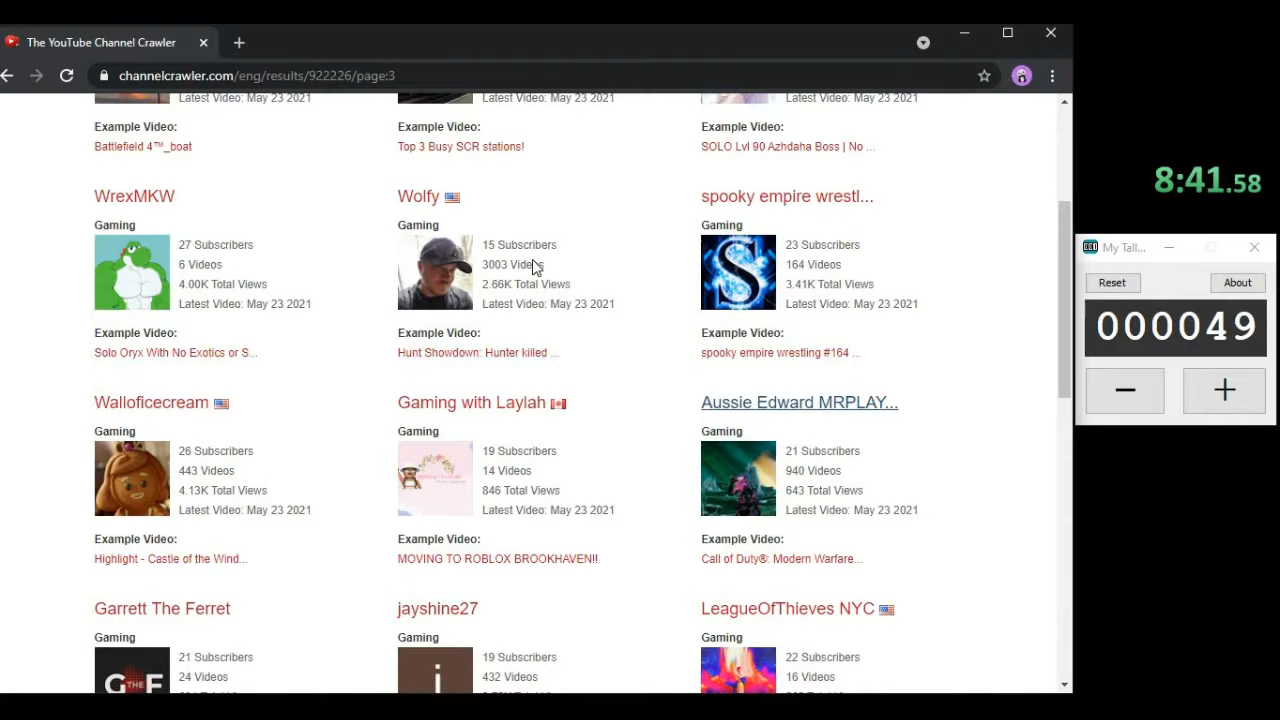 The YouTube Channel Crawler
channelcrawler.com/eng/results/922226/page:3
Latest Video: May 23 2021 Latest Video: May 23 2021 Latest Video: May 23 2021
Example Video: Example Video: Example Video:
Battlefield 4™_boat Top 3 Busy SCR stations! SOLO Lvl 90 Azhdaha Boss | No ...
WrexMKW Wolfy spooky empire wrestl...
Gaming Gaming Gaming
27 Subscribers 15 Subscribers 23 Subscribers
6 Videos 3003 Videos 164 Videos
4.00K Total Views 2.66K Total Views 3.41K Total Views
Latest Video: May 23 2021 Latest Video: May 23 2021 Latest Video: May 23 2021
Example Video: Example Video: Example Video:
Solo Oryx With No Exotics or S... Hunt Showdown: Hunter killed ... spooky empire wrestling #164 ...
Walloficecream Gaming with Laylah Aussie Edward MRPLAY...
Gaming Gaming Gaming
26 Subscribers 19 Subscribers 21 Subscribers
443 Videos 14 Videos 940 Videos
4.13K Total Views 846 Total Views 643 Total Views
Latest Video: May 23 2021 Latest Video: May 23 2021 Latest Video: May 23 2021
Example Video: Example Video: Example Video:
Highlight - Castle of the Wind... MOVING TO ROBLOX BROOKHAVEN!! Call of Duty®: Modern Warfare...
Garrett The Ferret jayshine27 LeagueOfThieves NYC
Gaming Gaming Gaming
21 Subscribers 19 Subscribers 22 Subscribers
24 Videos 432 Videos 16 Videos
G THE F
j
8:41.58
My Tall...
Reset About
000049
− +